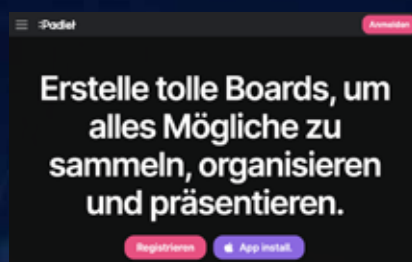 :Padlet
Anmelden
Erstelle tolle Boards, um
alles Mögliche zu
sammeln, organisieren
und präsentieren.
Registrieren
App install.